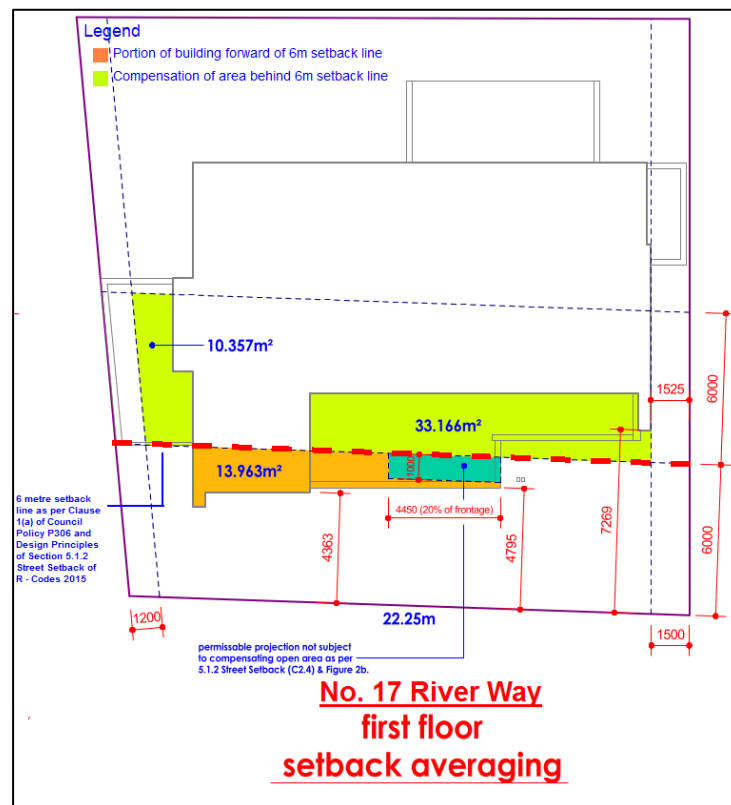 Legend
Portion of building forward of 6m setback line
Compensation of area behind 6m setback line
10.357m²
1525
6000
33.166m²
13.963m²
1000
4450 (20% of frontage)
6 metre setback
line as per Clause
1(a) of Council
Policy P306 and
Design Principles
of Section 5.1.2
Street Setback of
R - Codes 2015
4363
4795
7269
6000
1200
22.25m
1500
permissable projection not subject
to compensating open area as per
5.1.2 Street Setback (C2.4) & Figure 2b.
No. 17 River Way
first floor
setback averaging